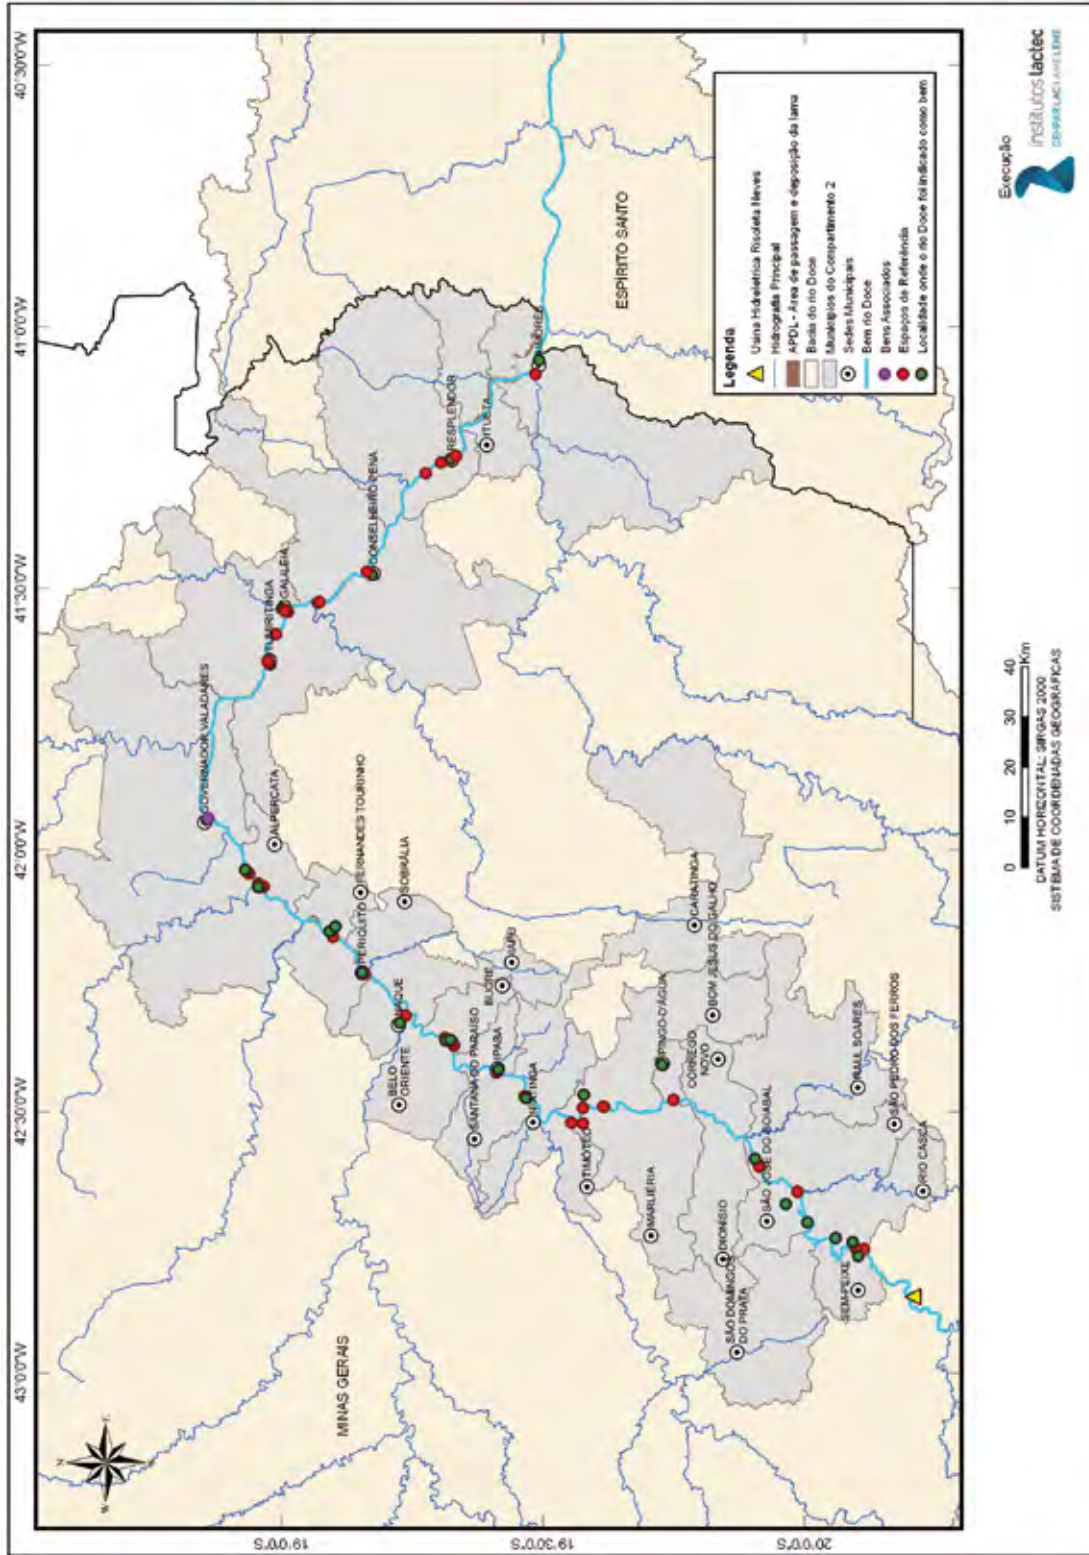 43°0'0"W
42°30'0"W
42°0'0"W
41°30'0"W
41°0'0"W
40°30'0"W
19°0'0"S
19°30'0"S
20°0'0"S
N
E
W
MINAS GERAIS
ESPÍRITO SANTO
GOVERNADOR VALADARES
ALPERCATA
TUMIRITINGA
GALILÉIA
CONSELHEIRO PENA
RESPLENDOR
ITUETA
FERNANDES TOURINHO
PERIQUITO
SOBRÁLIA
NAQUE
BELO
ORIENTE
SANTANA DO PARAÍSO
BUGRE
IAPU
IPABA
IPATINGA
TIMÓTEO
MARLIÉRIA
PINGO-D'ÁGUA
CÓRREGO
NOVO
BOM JESUS DO GALHO
CARATINGA
DIONÍSIO
SÃO DOMINGOS
DO PRATA
SÃO JOSÉ DO GOIABAL
RAUL SOARES
SÃO PEDRO DOS FERROS
RIO CASCA
SEM-PEIXE
Legenda
Usina Hidrelétrica Risoleta Neves
Hidrografia Principal
APDL - Área de passagem e deposição da lama
Bacia do rio Doce
Municípios do Compartimento 2
Sedes Municipais
Bem rio Doce
Bens Associados
Espaços de Referência
Localidade onde o rio Doce foi indicado como bem
0 10 20 30 40
Km
DATUM HORIZONTAL: SIRGAS 2000
SISTEMA DE COORDENADAS GEOGRÁFICAS
Execução
institutos lactec